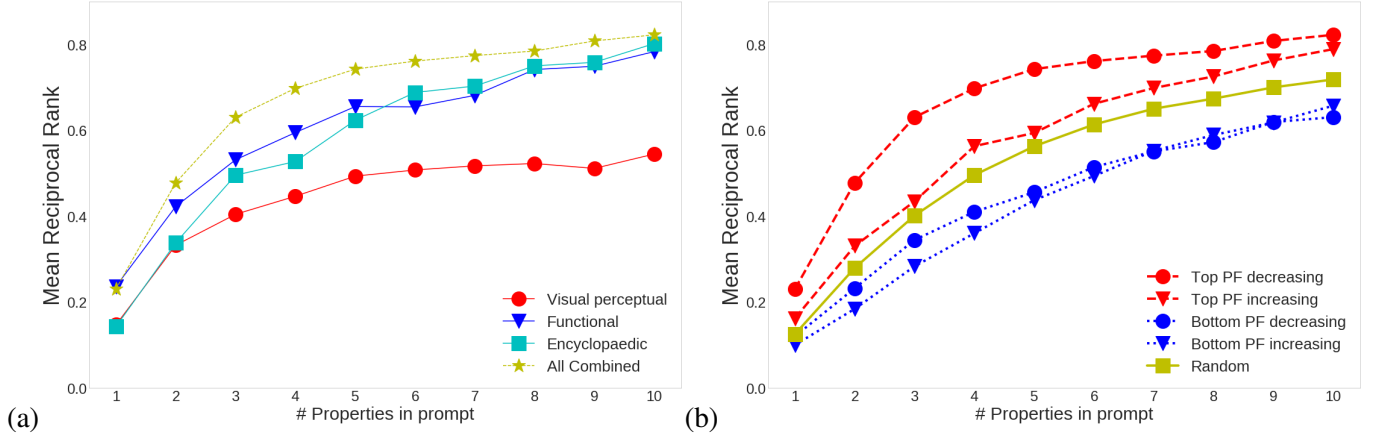 (a)
Mean Reciprocal Rank
0.8
0.6
0.4
0.2
0.0
Visual perceptual
Functional
Encyclopaedic
All Combined
1 2 3 4 5 6 7 8 9 10
# Properties in prompt
(b)
Mean Reciprocal Rank
0.8
0.6
0.4
0.2
0.0
Top PF decreasing
Top PF increasing
Bottom PF decreasing
Bottom PF increasing
Random
1 2 3 4 5 6 7 8 9 10
# Properties in prompt